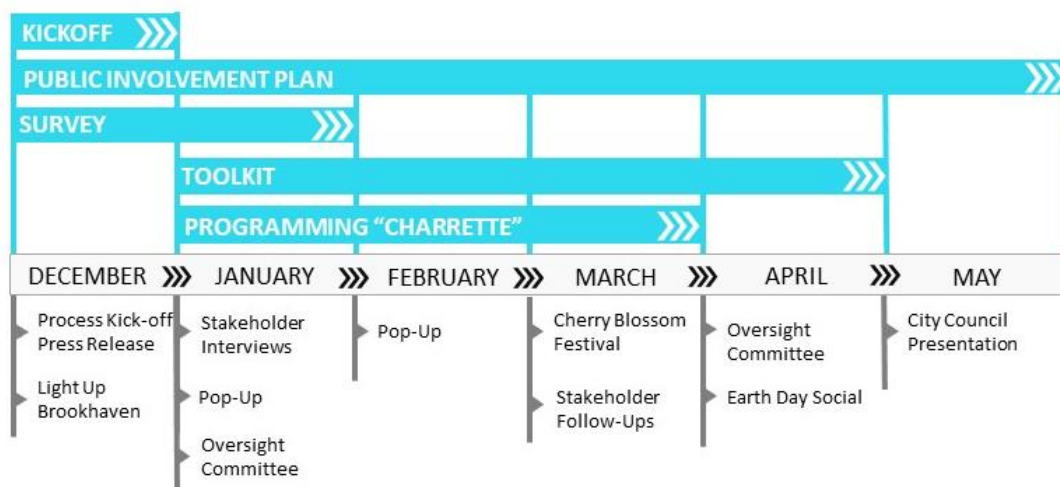 KICKOFF
PUBLIC INVOLVEMENT PLAN
SURVEY
TOOLKIT
PROGRAMMING “CHARRETTE”
DECEMBER
JANUARY
FEBRUARY
MARCH
APRIL
MAY
Process Kick-off
Press Release
Light Up
Brookhaven
Stakeholder
Interviews
Pop-Up
Oversight
Committee
Pop-Up
Cherry Blossom
Festival
Stakeholder
Follow-Ups
Oversight
Committee
Earth Day Social
City Council
Presentation